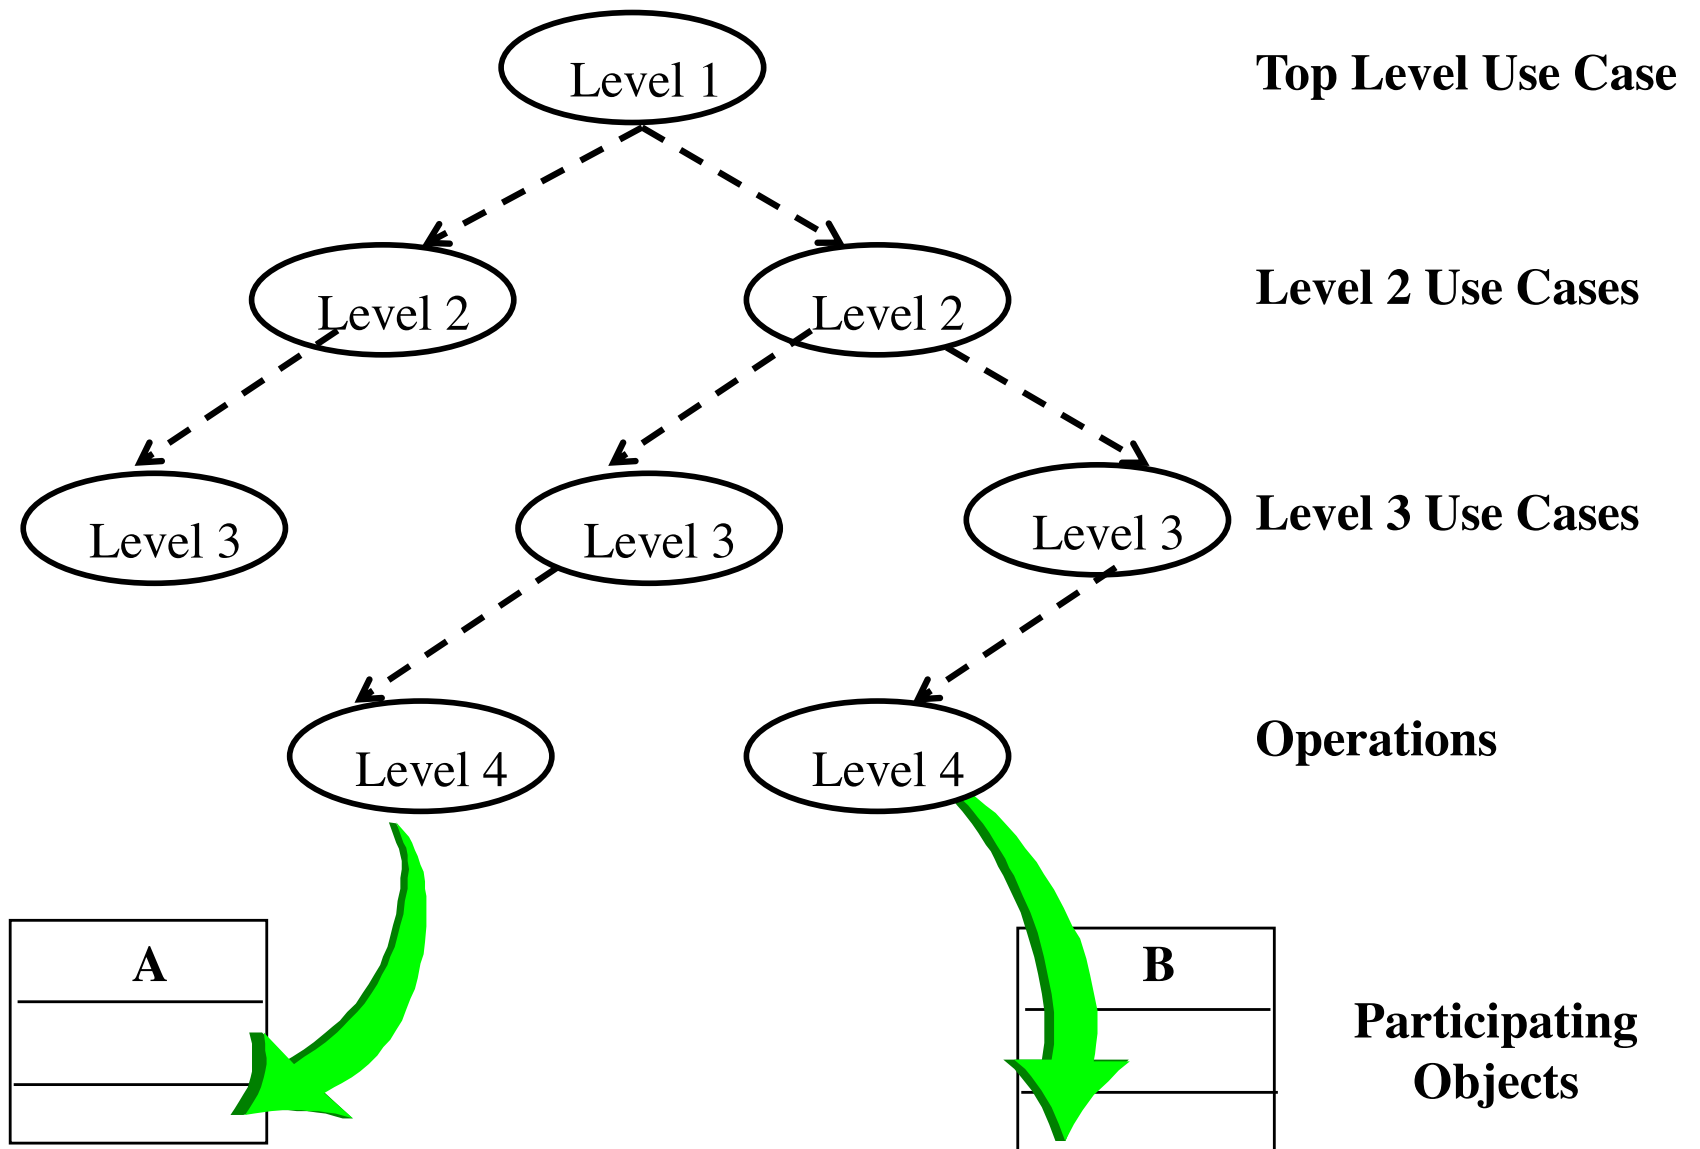 Level 1
Top Level Use Case
Level 2
Level 2
Level 2 Use Cases
Level 3
Level 3
Level 3
Level 3 Use Cases
Level 4
Level 4
Operations
A
B
Participating
Objects